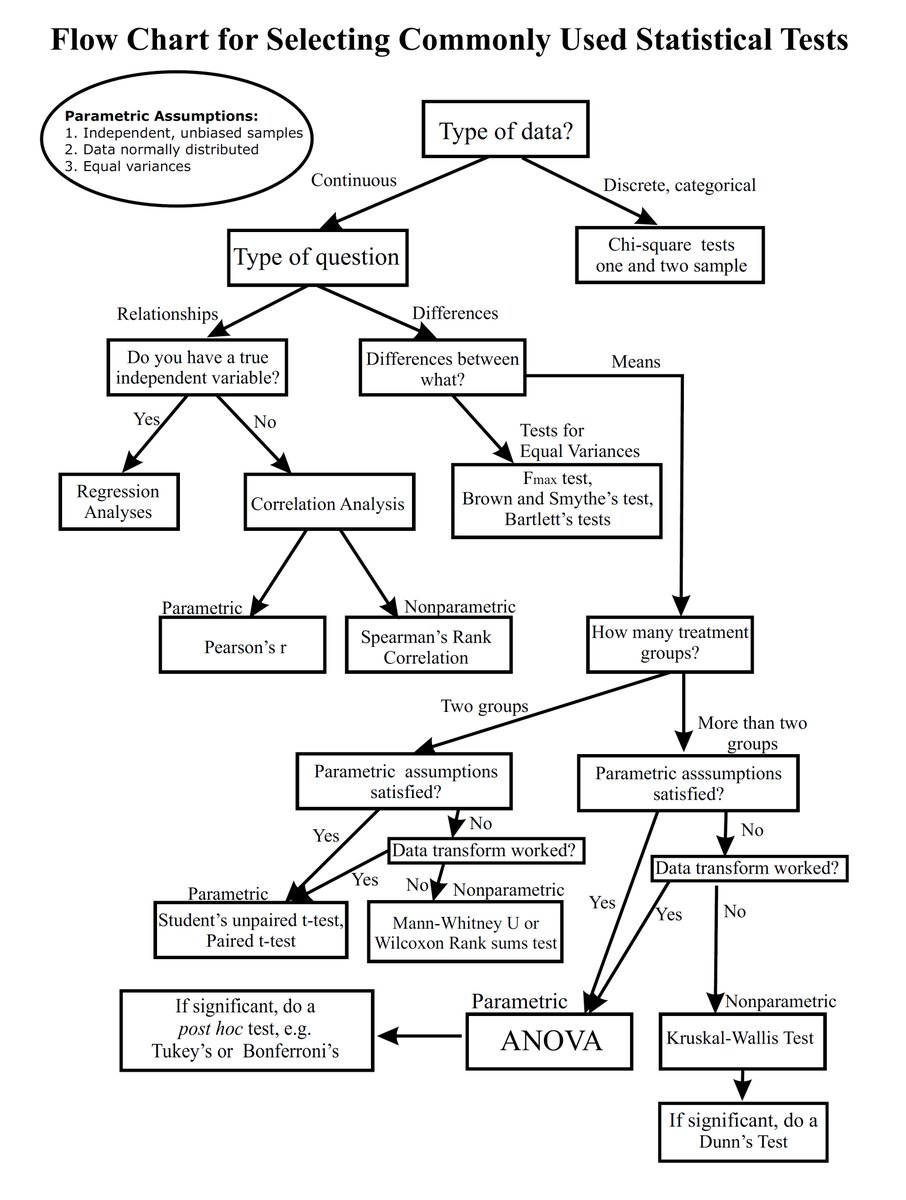 Flow Chart for Selecting Commonly Used Statistical Tests
Parametric Assumptions:
1. Independent, unbiased samples
2. Data normally distributed
3. Equal variances
Type of data?
Continuous
Discrete, categorical
Type of question
Chi-square tests
one and two sample
Relationships
Differences
Do you have a true
independent variable?
Differences between
what?
Means
Yes
No
Tests for
Equal Variances
Regression
Analyses
Correlation Analysis
Fmax test,
Brown and Smythe's test,
Bartlett's tests
Parametric
Nonparametric
Pearson's r
Spearman's Rank
Correlation
How many treatment
groups?
Two groups
More than two
groups
Parametric assumptions
satisfied?
Parametric asssumptions
satisfied?
Yes
No
No
Data transform worked?
Data transform worked?
Yes
No
Nonparametric
Parametric
Yes
Yes
No
Student's unpaired t-test,
Paired t-test
Mann-Whitney U or
Wilcoxon Rank sums test
If significant, do a
post hoc test, e.g.
Tukey's or Bonferroni's
Parametric
ANOVA
Nonparametric
Kruskal-Wallis Test
If significant, do a
Dunn's Test